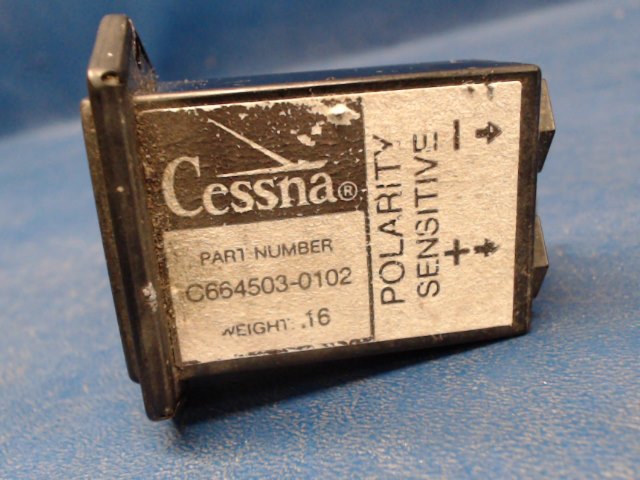 Cessna®
PART NUMBER
C664503-0102
WEIGHT: .16
POLARITY
SENSITIVE
+ −